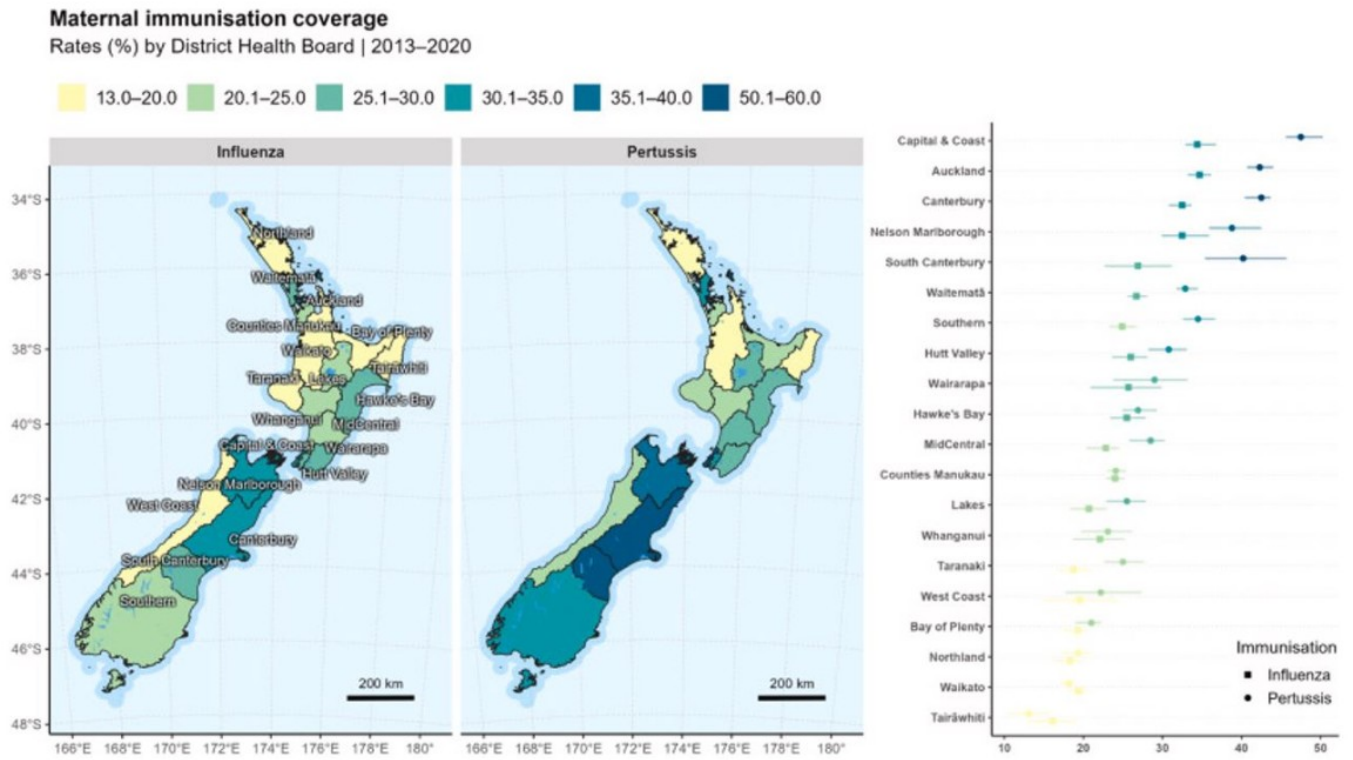 Maternal immunisation coverage
Rates (%) by District Health Board | 2013–2020
13.0–20.0 20.1–25.0 25.1–30.0 30.1–35.0 35.1–40.0 50.1–60.0
Influenza
34°S
36°S
38°S
40°S
42°S
44°S
46°S
48°S
Northland
Waitematā
Auckland
Counties Manukau
Bay of Plenty
Waikato
Tairāwhiti
Taranaki
Lakes
Hawke's Bay
Whanganui
MidCentral
Capital & Coast
Wairarapa
Hutt Valley
Nelson Marlborough
West Coast
Canterbury
South Canterbury
Southern
200 km
166°E 168°E 170°E 172°E 174°E 176°E 178°E 180°
Pertussis
200 km
166°E 168°E 170°E 172°E 174°E 176°E 178°E 180°
Capital & Coast
Auckland
Canterbury
Nelson Marlborough
South Canterbury
Waitematā
Southern
Hutt Valley
Wairarapa
Hawke's Bay
MidCentral
Counties Manukau
Lakes
Whanganui
Taranaki
West Coast
Bay of Plenty
Northland
Waikato
Tairāwhiti
10 20 30 40 50
Immunisation
Influenza
Pertussis